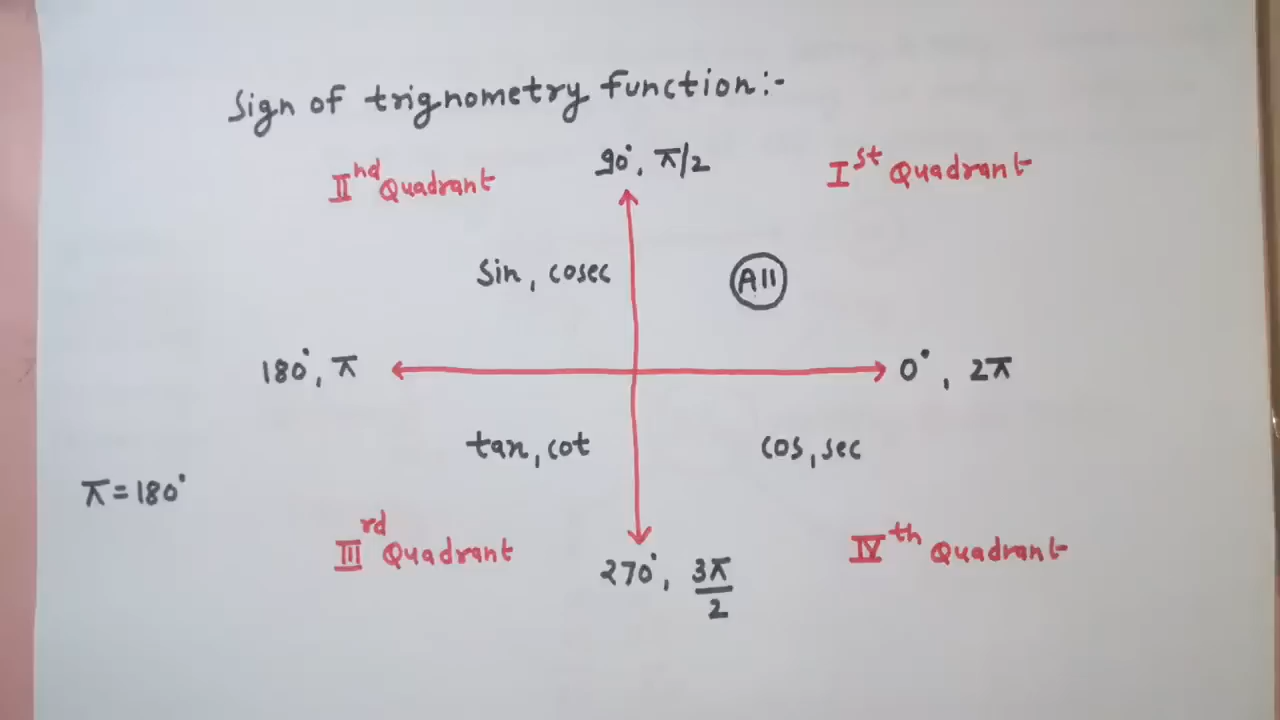 Sign of trignometry function:-
IInd Quadrant
90°, π/2
Ist Quadrant
Sin, cosec
All
180°, π
0°, 2π
tan, cot
cos, sec
π=180°
IIIrd Quadrant
270°, 3π/2
IVth Quadrant